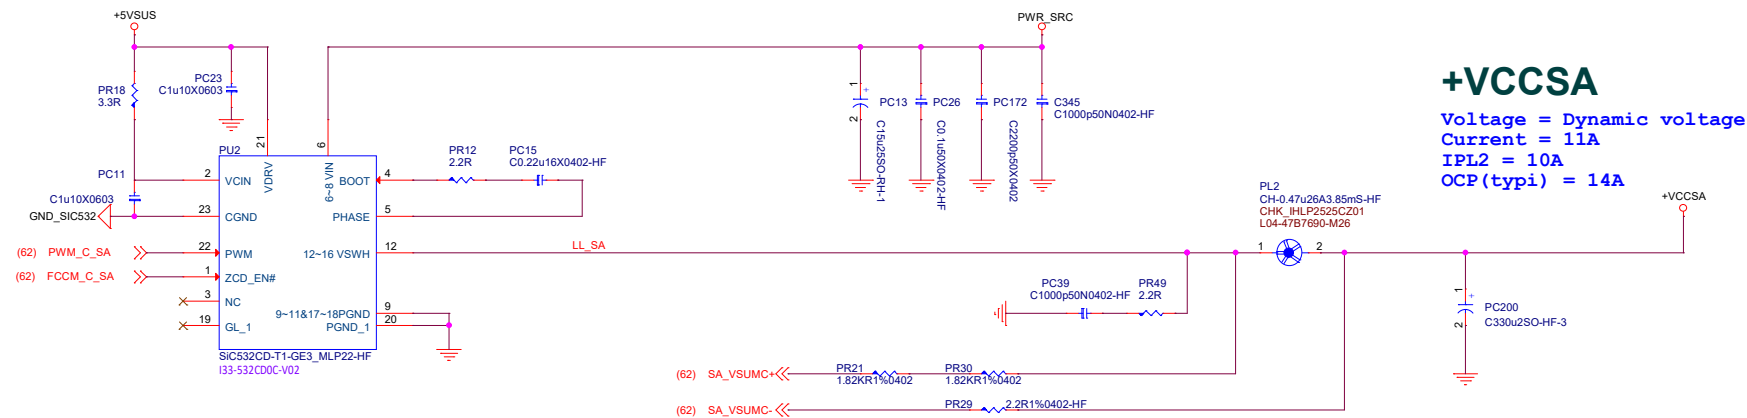 +5VSUS
PWR_SRC
PC23
C1u10X0603
PR18
3.3R
+VCCSA
Voltage = Dynamic voltage
Current = 11A
IPL2 = 10A
OCP(typi) = 14A
1
+
2
PC13
C15u25SO-RH-1
PC26
C0.1u50X0402-HF
PC172
C2200p50X0402
C345
C1000p50N0402-HF
21
6
PU2
VDRV
6~8 VIN
PR12
2.2R
PC15
C0.22u16X0402-HF
PC11
C1u10X0603
2
VCIN
BOOT
4
GND_SIC532
23
CGND
PHASE
5
(62) PWM_C_SA
22
PWM
12~16 VSWH
12
LL_SA
(62) FCCM_C_SA
1
ZCD_EN#
3
NC
9~11&17~18PGND
9
19
GL_1
PGND_1
20
SiC532CD-T1-GE3_MLP22-HF
I33-532CD0C-V02
PL2
CH-0.47u26A3.85mS-HF
CHK_IHLP2525CZ01
L04-47B7690-M26
1
2
+VCCSA
PC39
C1000p50N0402-HF
PR49
2.2R
1
+
2
PC200
C330u2SO-HF-3
(62) SA_VSUMC+
PR21
1.82KR1%0402
PR30
1.82KR1%0402
(62) SA_VSUMC-
PR29
2.2R1%0402-HF